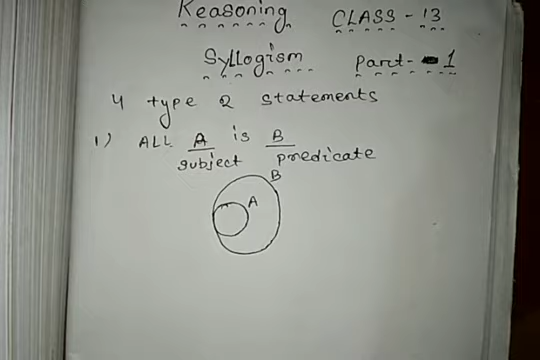 Reasoning CLASS - 13
Syllogism Part - 1
4 type 2 statements
1) ALL A is B
subject predicate
B
A